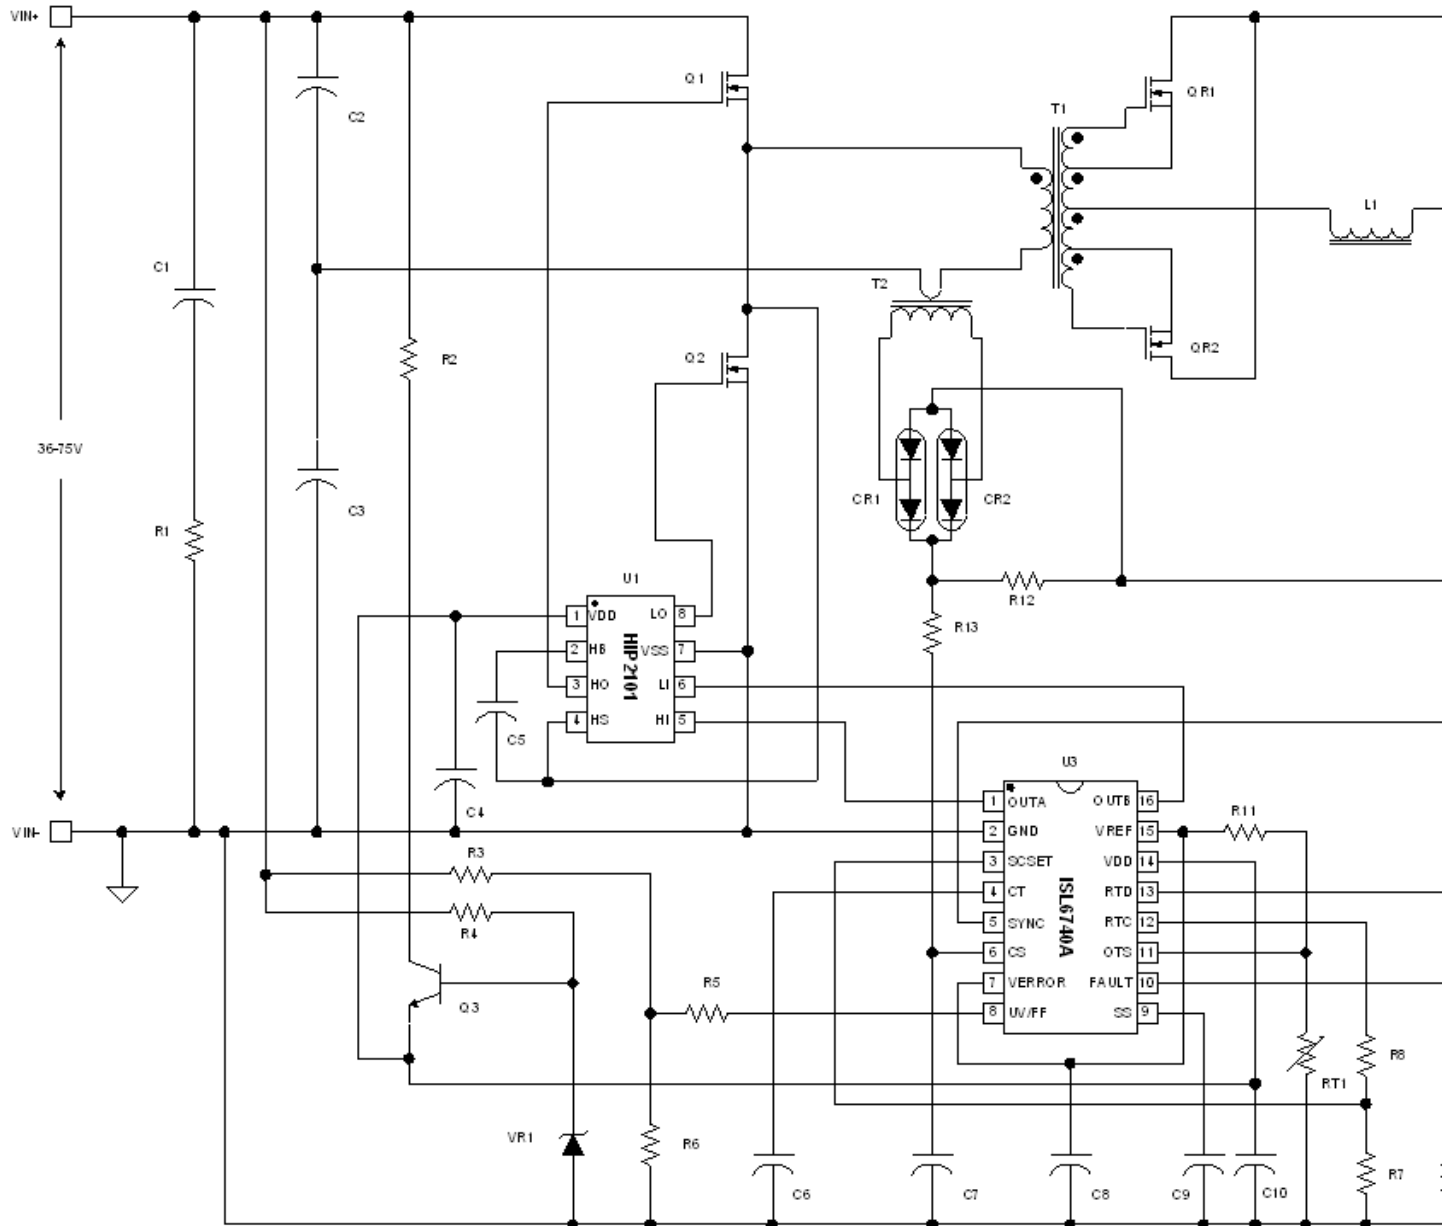 VIN+
Q1
QR1
T1
C2
L1
C1
T2
R2
Q2
QR2
36-75V
CR1
CR2
C3
R1
U1
R12
1 VDD LO 8
R13
2 HB VSS 7
HIP2101
3 HO LI 6
4 HS HI 5
C5
U3
1 OUTA OUTB 16
C4
R11
VIN-
2 GND VREF 15
R3
3 SCSET VDD 14
4 CT RTD 13
ISL6740A
R4
5 SYNC RTC 12
6 CS OTS 11
R5
7 VERROR FAULT 10
Q3
8 UV/FF SS 9
R8
RT1
VR1
R6
R7
C6
C7
C8
C9
C10